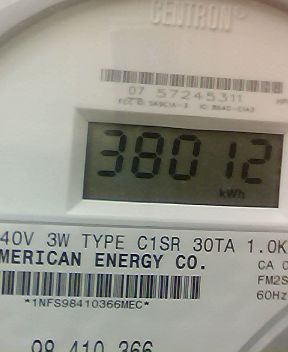 CENTRON®
07 57245311
38012
kWh
40V 3W TYPE C1SR 30TA 1.0K
MERICAN ENERGY CO.
CA
FM2S
60Hz
*1NFS98410366MEC*
98 410 366